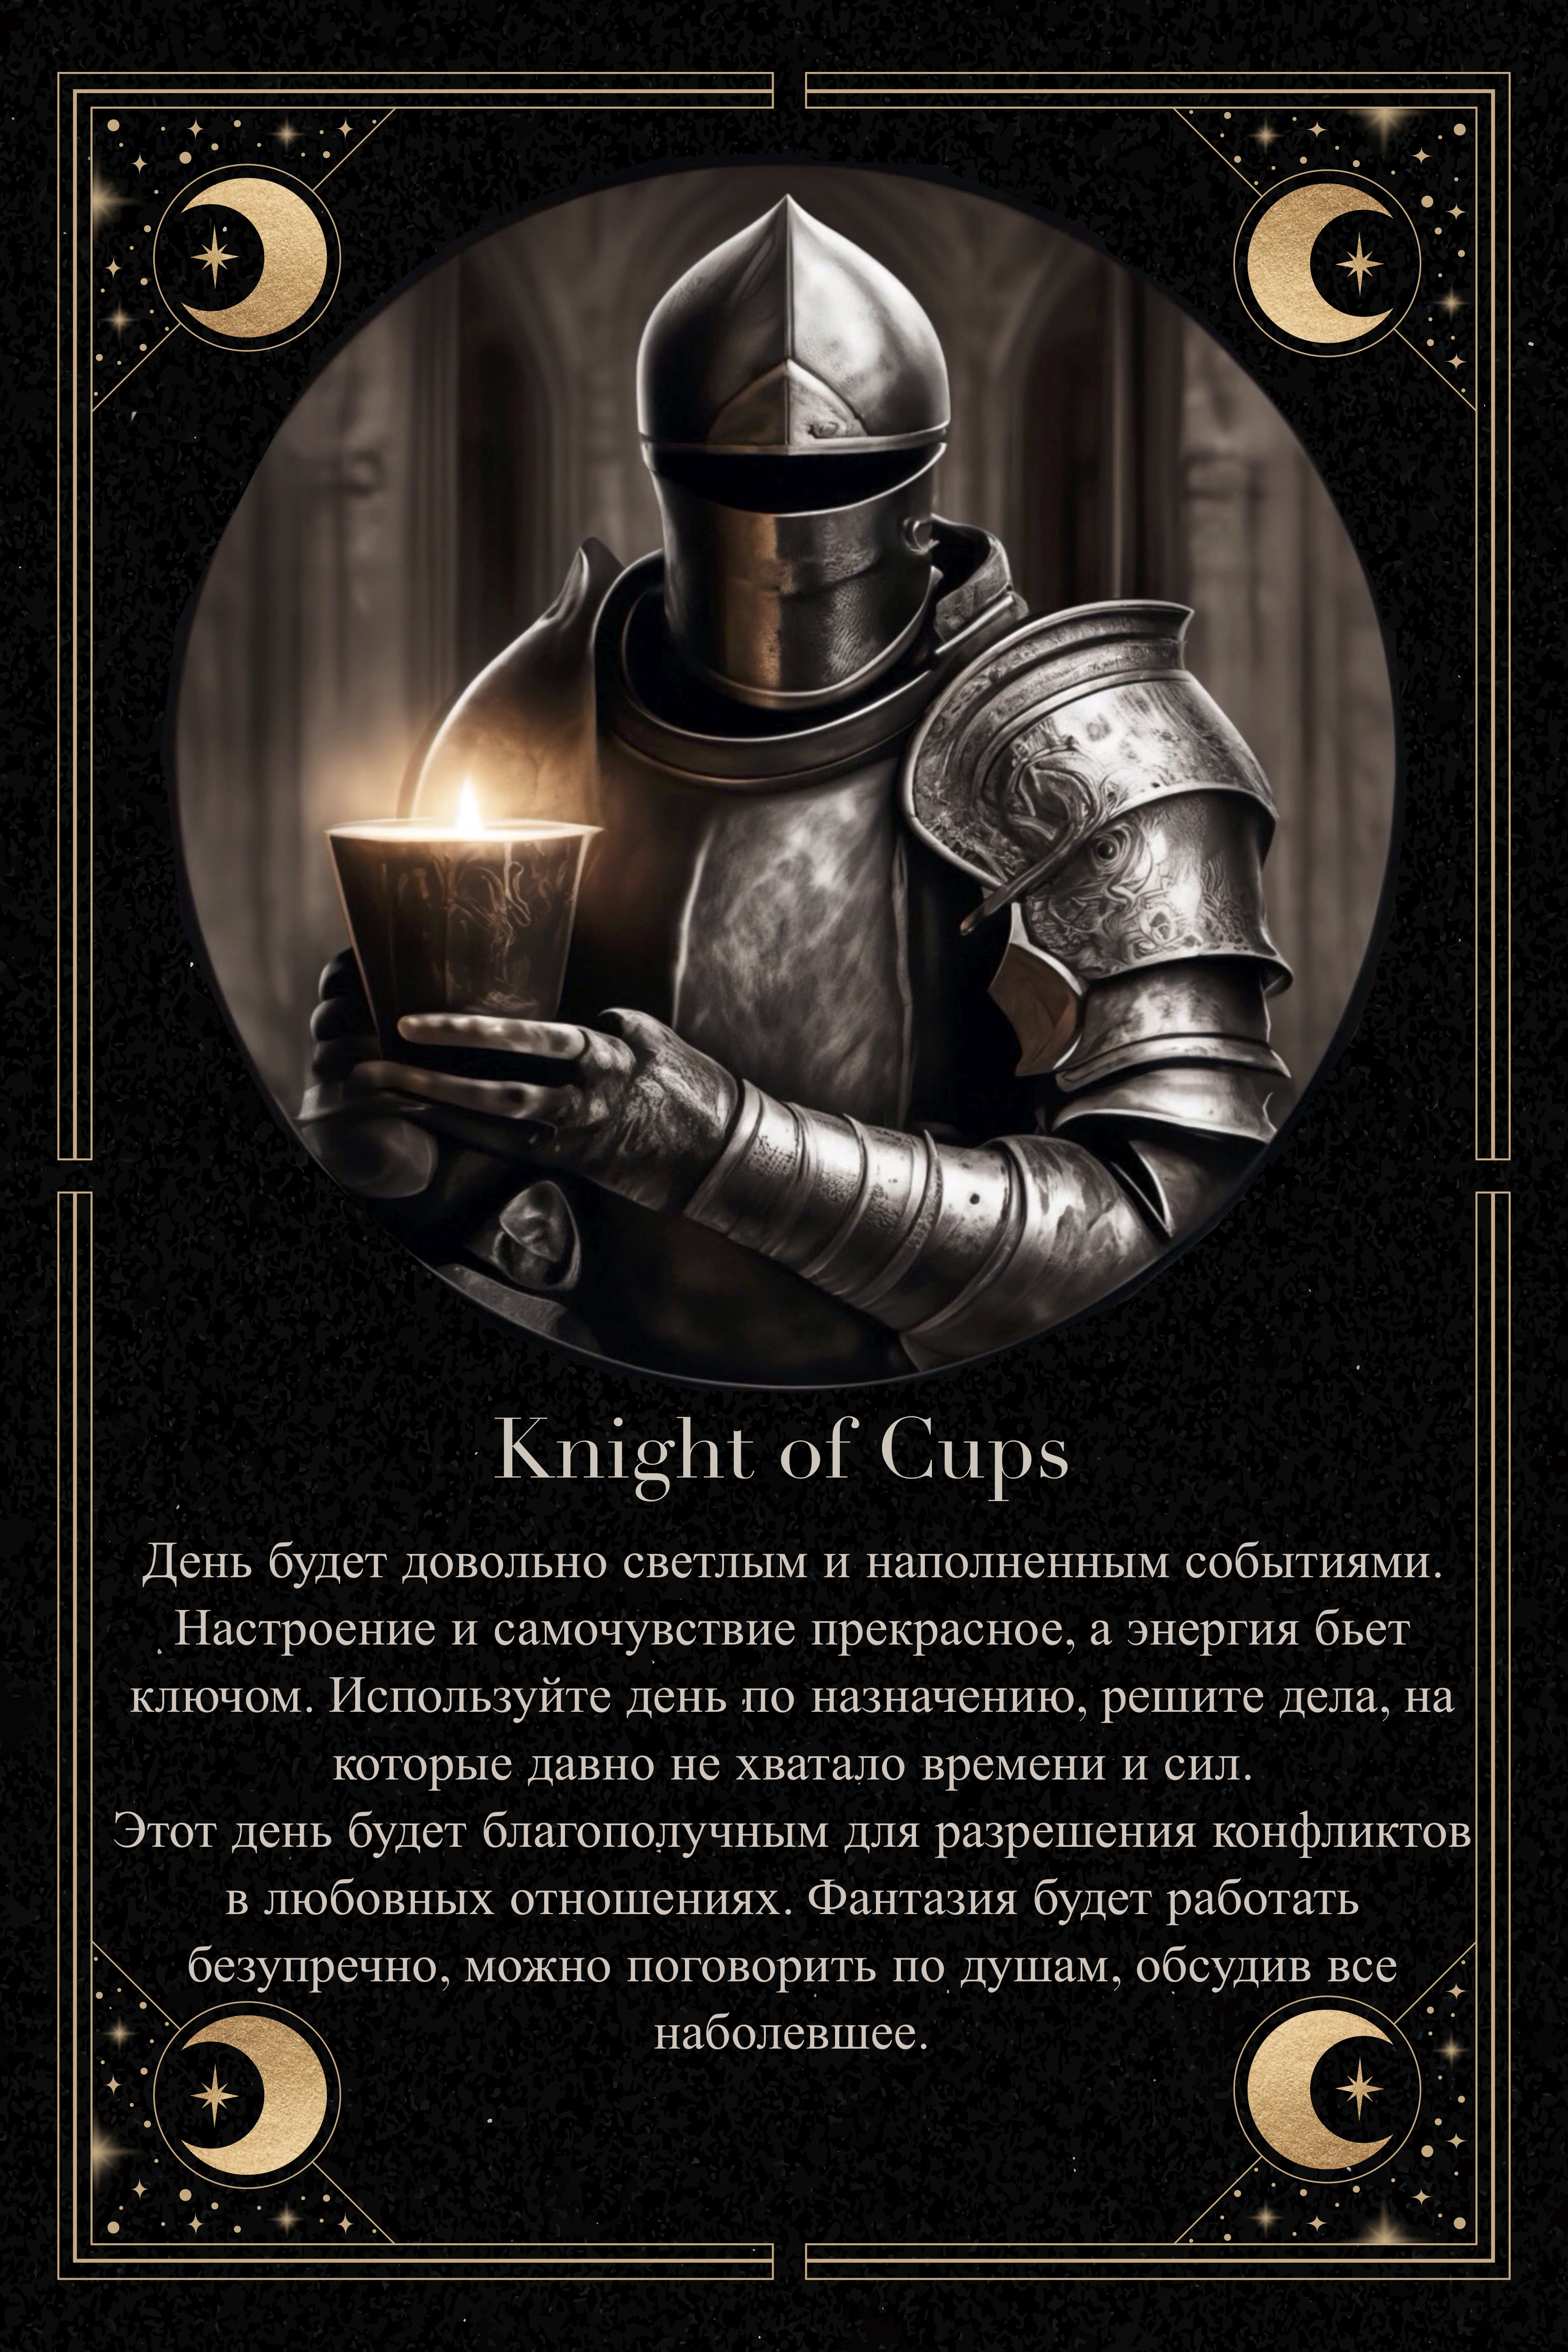 Knight of Cups
День будет довольно светлым и наполненным событиями.
Настроение и самочувствие прекрасное, а энергия бьет
ключом. Используйте день по назначению, решите дела, на
которые давно не хватало времени и сил.
Этот день будет благополучным для разрешения конфликтов
в любовных отношениях. Фантазия будет работать
безупречно, можно поговорить по душам, обсудив все
наболевшее.